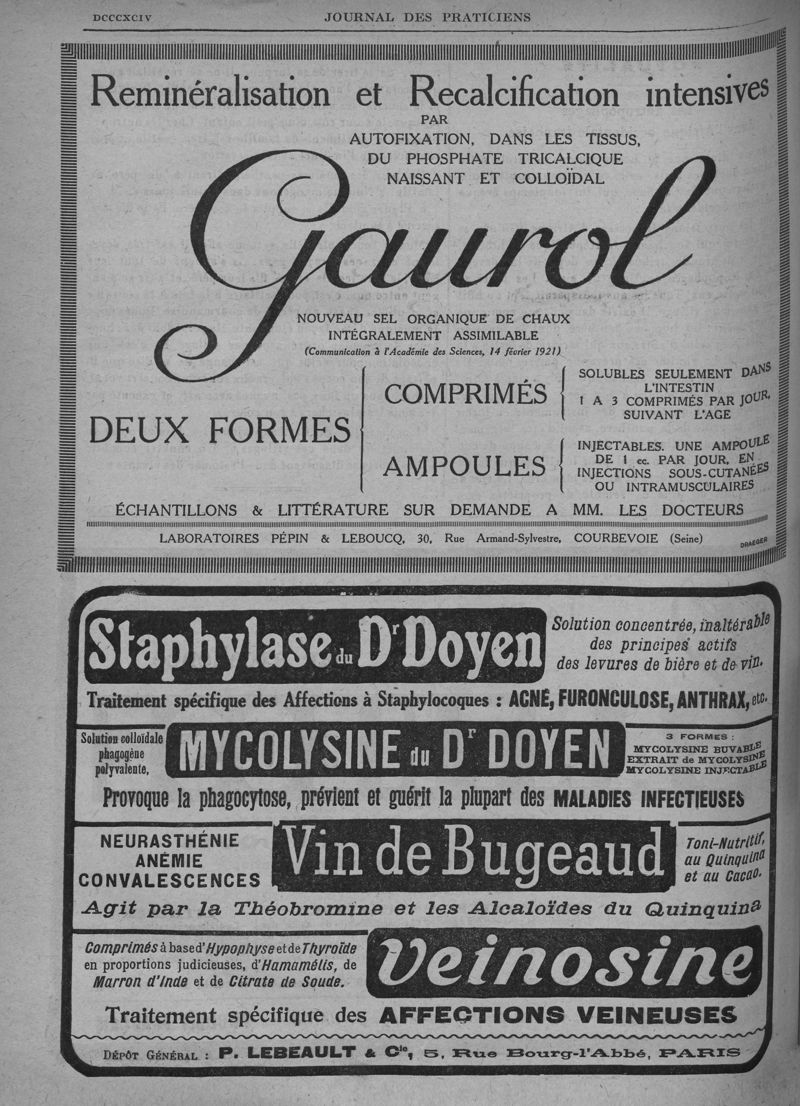 DCCCXCIV JOURNAL DES PRATICIENS
Reminéralisation et Recalcification intensives
PAR
AUTOFIXATION, DANS LES TISSUS,
DU PHOSPHATE TRICALCIQUE
NAISSANT ET COLLOÏDAL
Gaurol
NOUVEAU SEL ORGANIQUE DE CHAUX
INTÉGRALEMENT ASSIMILABLE
(Communication à l'Académie des Sciences, 14 février 1921)
DEUX FORMES
COMPRIMÉS
SOLUBLES SEULEMENT DANS
L'INTESTIN
1 A 3 COMPRIMÉS PAR JOUR,
SUIVANT L'AGE
AMPOULES
INJECTABLES. UNE AMPOULE
DE 1 cc. PAR JOUR, EN
INJECTIONS SOUS-CUTANÉES
OU INTRAMUSCULAIRES
ÉCHANTILLONS & LITTÉRATURE SUR DEMANDE A MM. LES DOCTEURS
LABORATOIRES PÉPIN & LEBOUCQ, 30, Rue Armand-Sylvestre, COURBEVOIE (Seine)
DRAEGER
Staphylase du Dr Doyen
Solution concentrée, inaltérable
des principes actifs
des levures de bière et de vin.
Traitement spécifique des Affections à Staphylocoques : ACNÉ, FURONCULOSE, ANTHRAX, etc.
Solution colloïdale
phagogène
polyvalente,
MYCOLYSINE du Dr DOYEN
3 FORMES :
MYCOLYSINE BUVABLE
EXTRAIT de MYCOLYSINE
MYCOLYSINE INJECTABLE
Provoque la phagocytose, prévient et guérit la plupart des MALADIES INFECTIEUSES
NEURASTHÉNIE
ANÉMIE
CONVALESCENCES
Vin de Bugeaud
Toni-Nutritif,
au Quinquina
et au Cacao.
Agit par la Théobromine et les Alcaloïdes du Quinquina
Comprimés à base d'Hypophyse et de Thyroïde
en proportions judicieuses, d'Hamamélis, de
Marron d'Inde et de Citrate de Soude.
Veinosine
Traitement spécifique des AFFECTIONS VEINEUSES
DÉPÔT GÉNÉRAL : P. LEBEAULT & Cie, 5, Rue Bourg-l'Abbé, PARIS